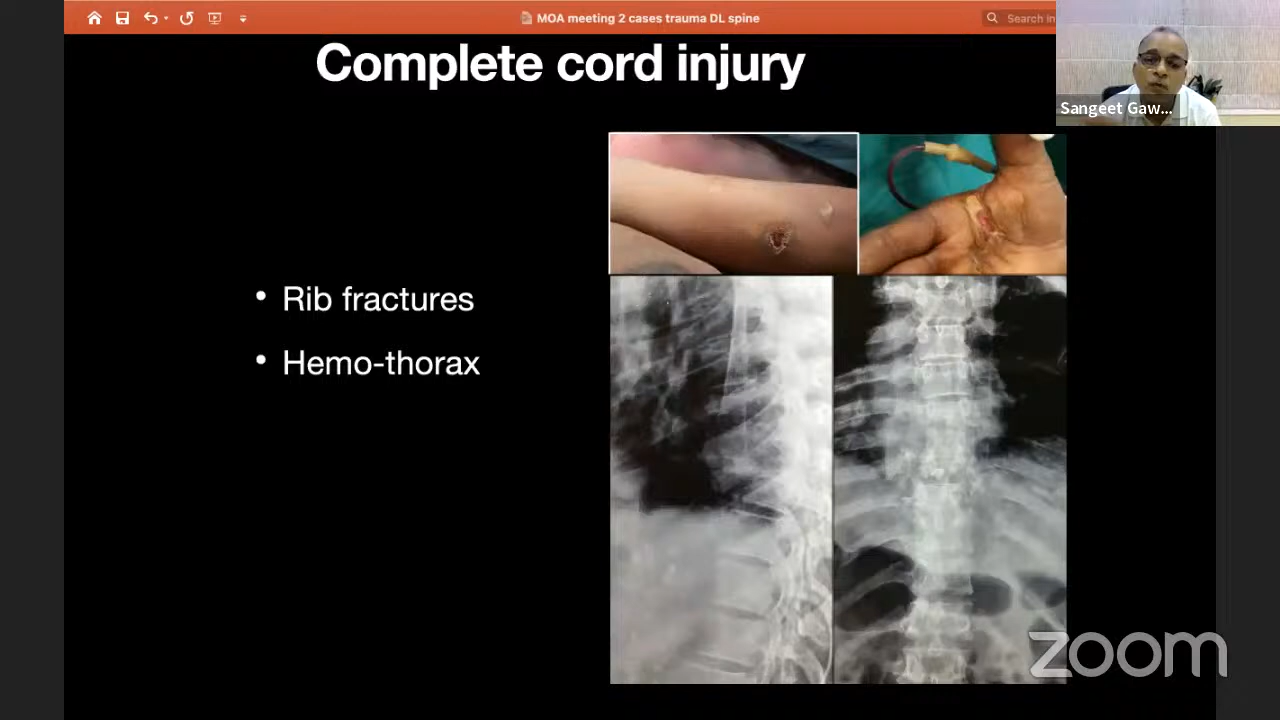 MOA meeting 2 cases trauma DL spine
Search in
Sangeet Gaw...
Complete cord injury
• Rib fractures
• Hemo-thorax
zoom